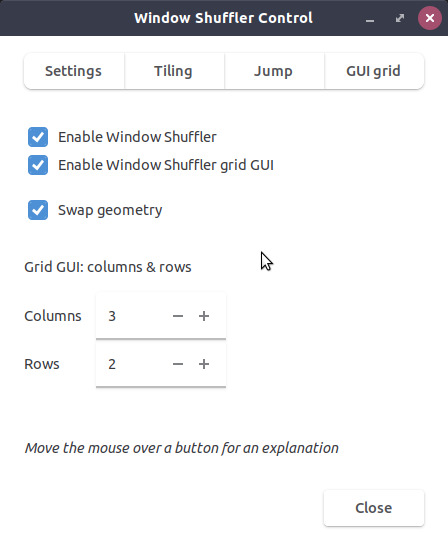 Window Shuffler Control
Settings Tiling Jump GUI grid
Enable Window Shuffler
Enable Window Shuffler grid GUI
Swap geometry
Grid GUI: columns & rows
Columns 3 − +
Rows 2 − +
Move the mouse over a button for an explanation
Close